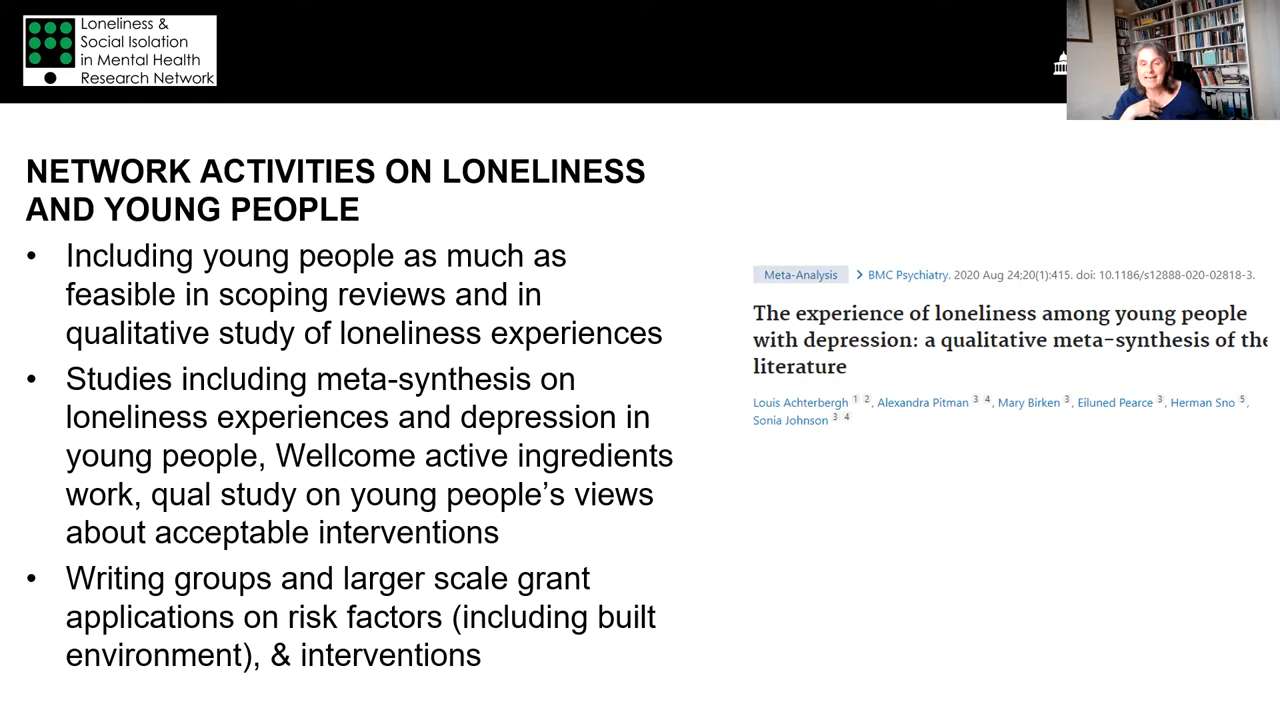 Loneliness &
Social Isolation
in Mental Health
Research Network
NETWORK ACTIVITIES ON LONELINESS
AND YOUNG PEOPLE
• Including young people as much as
feasible in scoping reviews and in
qualitative study of loneliness experiences
• Studies including meta-synthesis on
loneliness experiences and depression in
young people, Wellcome active ingredients
work, qual study on young people’s views
about acceptable interventions
• Writing groups and larger scale grant
applications on risk factors (including built
environment), & interventions
Meta-Analysis > BMC Psychiatry. 2020 Aug 24;20(1):415. doi: 10.1186/s12888-020-02818-3.
The experience of loneliness among young people
with depression: a qualitative meta-synthesis of the
literature
Louis Achterbergh 1 2, Alexandra Pitman 3 4, Mary Birken 3, Eiluned Pearce 3, Herman Sno 5,
Sonia Johnson 3 4